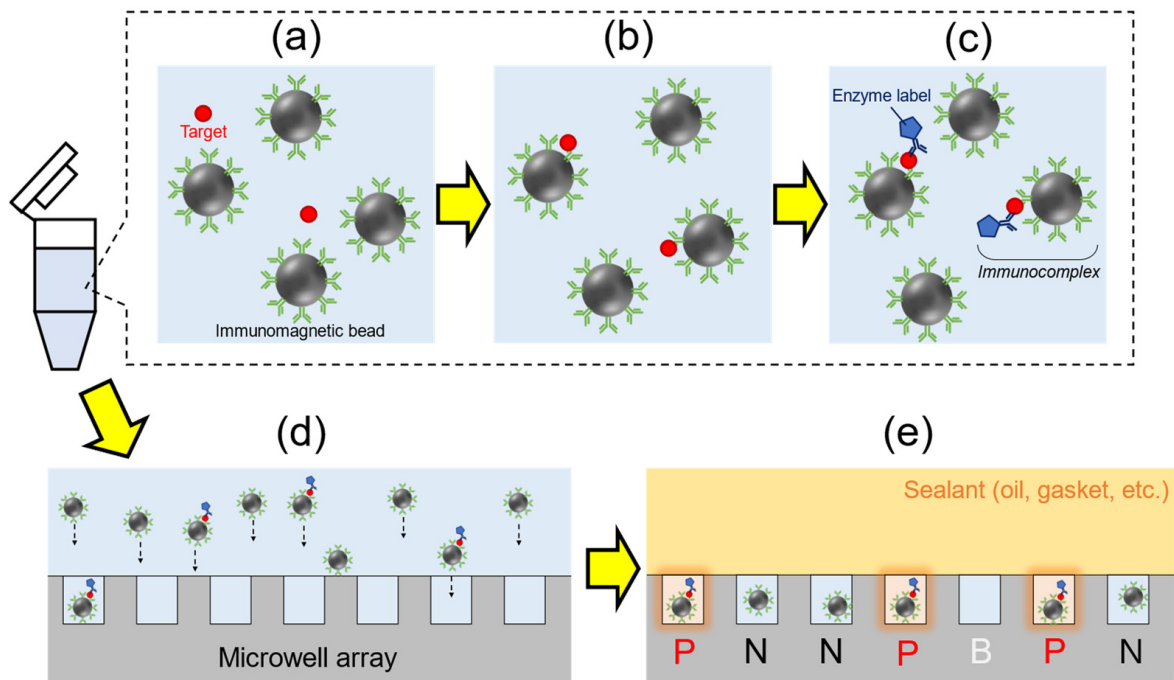 (a)
(b)
(c)
Target
Immunomagnetic bead
Enzyme label
Immunocomplex
(d)
(e)
Microwell array
Sealant (oil, gasket, etc.)
P N N P B P N